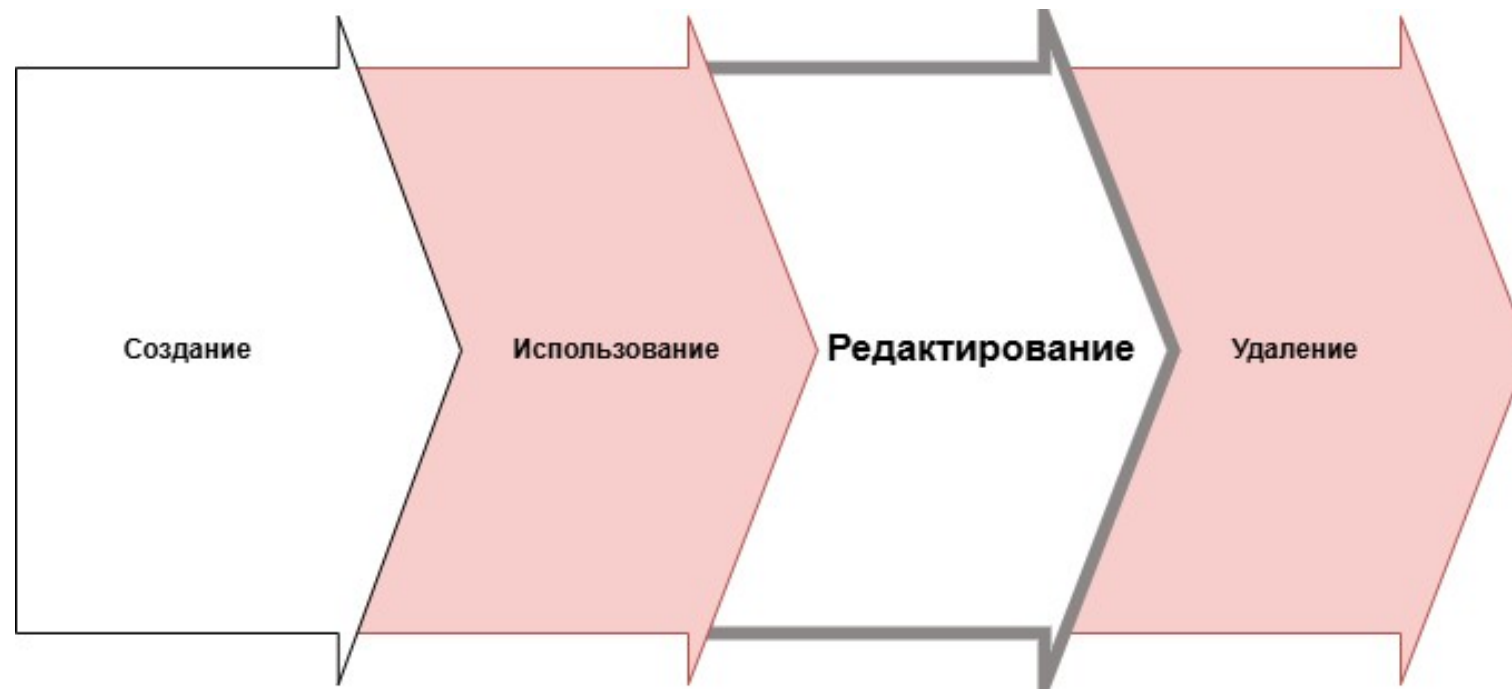 Создание
Использование
Редактирование
Удаление